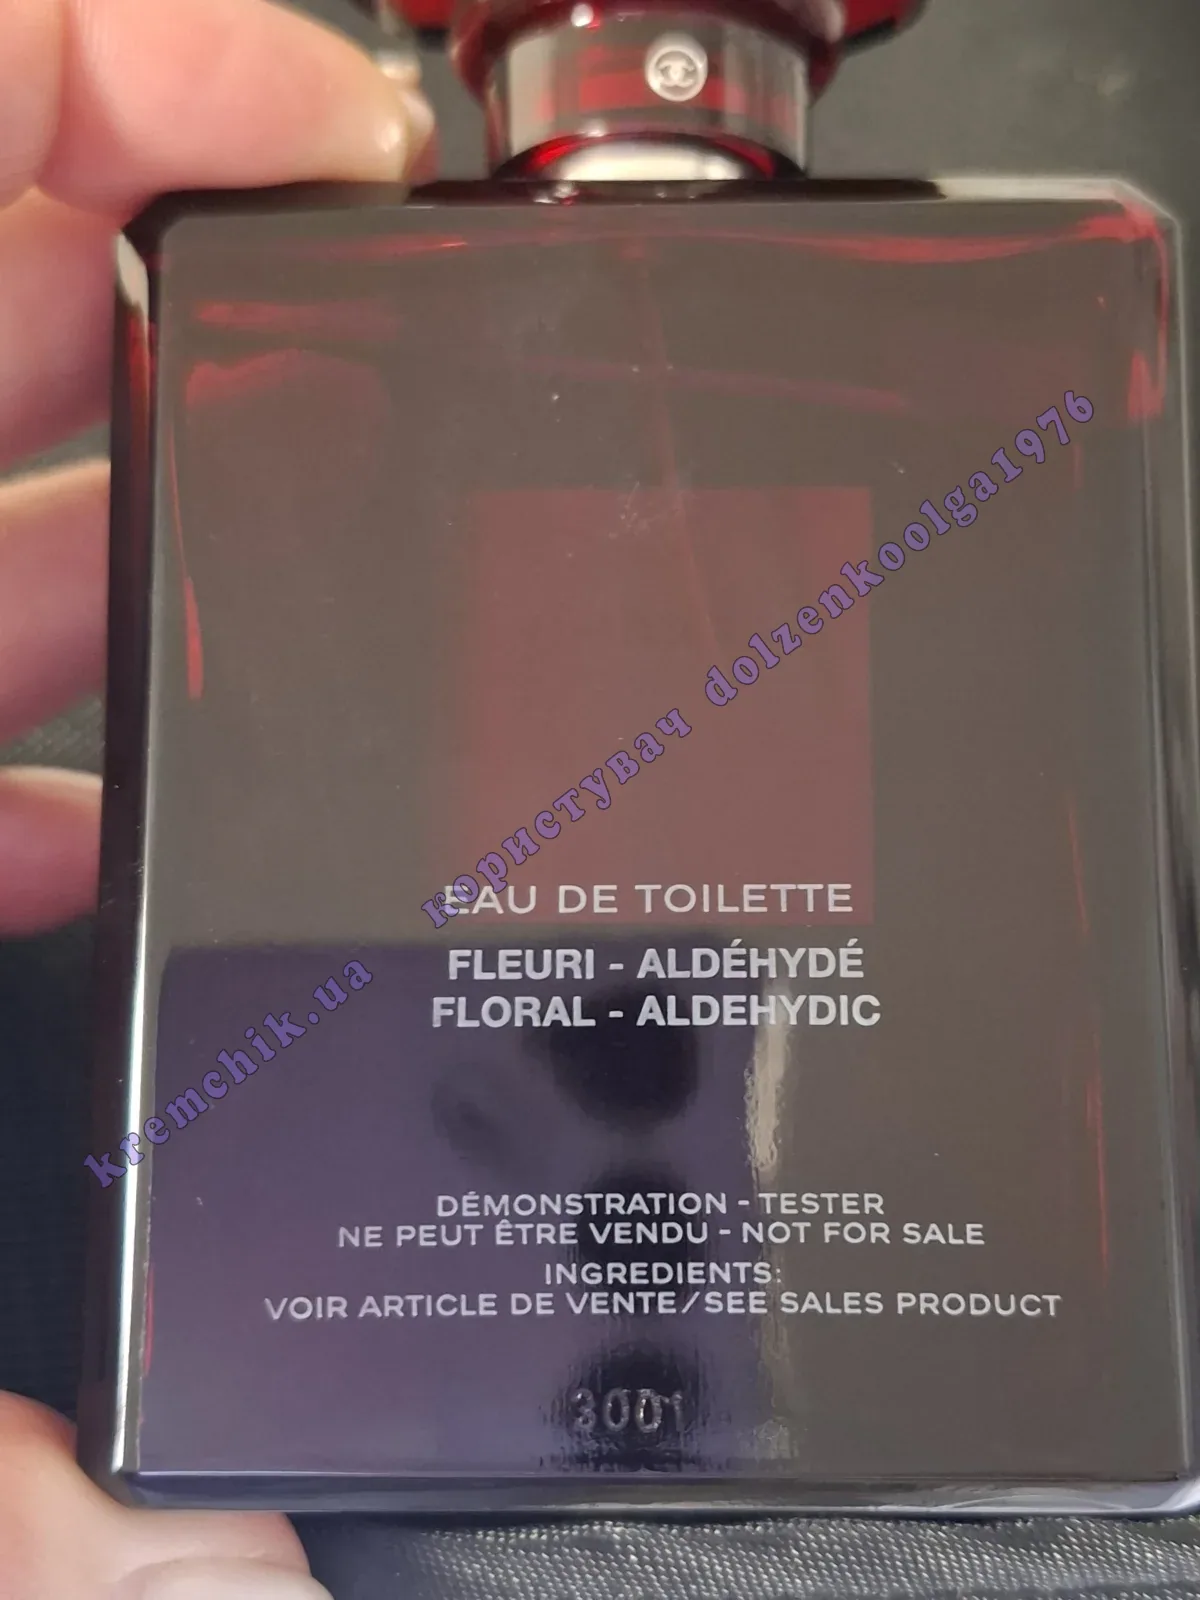 EAU DE TOILETTE
FLEURI - ALDÉHYDÉ
FLORAL - ALDEHYDIC
DÉMONSTRATION - TESTER
NE PEUT ÊTRE VENDU - NOT FOR SALE
INGREDIENTS:
VOIR ARTICLE DE VENTE/SEE SALES PRODUCT
3001
kremchik.ua користувач dolzenkoolga1976